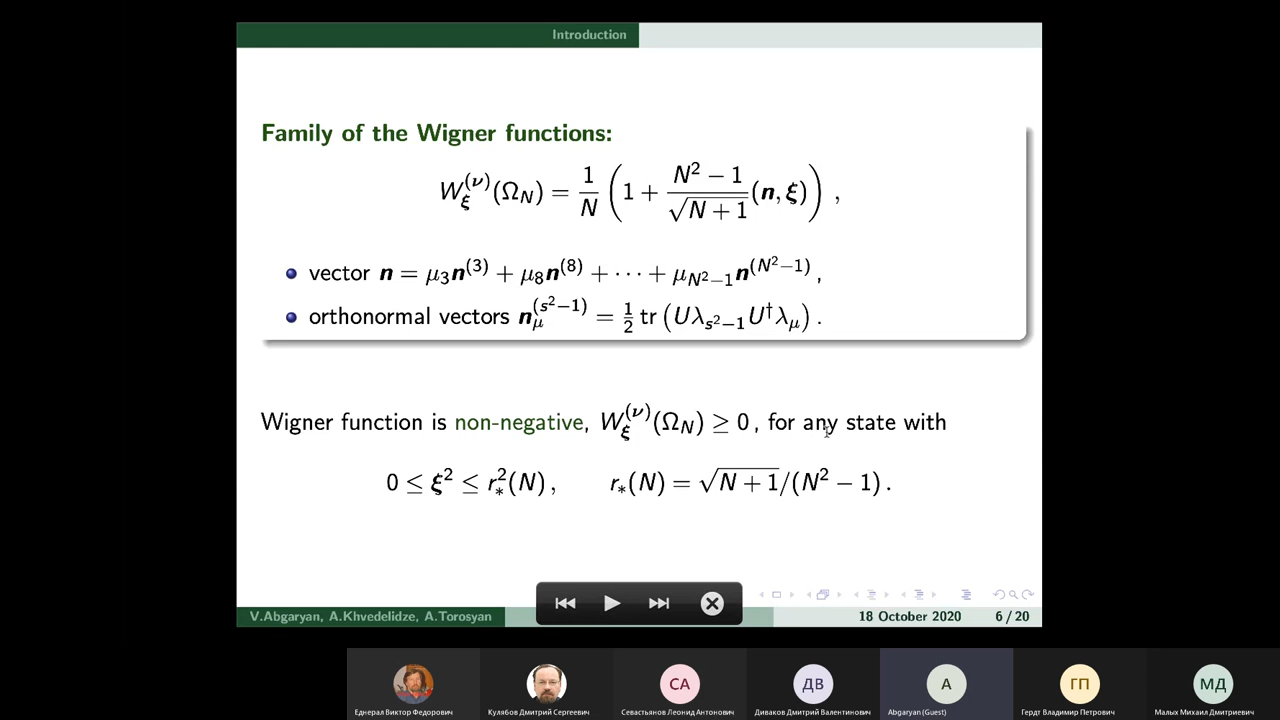 Introduction
Family of the Wigner functions:
W_ξ^(ν)(Ω_N) = 1/N (1 + (N² − 1)/√(N + 1) (n, ξ)) ,
vector n = μ₃n^(3) + μ₈n^(8) + ··· + μ_{N²−1}n^(N²−1) ,
orthonormal vectors n_μ^(s²−1) = ½ tr (Uλ_{s²−1}U†λ_μ) .
Wigner function is non-negative, W_ξ^(ν)(Ω_N) ≥ 0 , for any state with
0 ≤ ξ² ≤ r_*²(N) , r_*(N) = √(N + 1)/(N² − 1) .
V.Abgaryan, A.Khvedelidze, A.Torosyan 18 October 2020 6 / 20
СА ДВ A ГП МД
Еднерал Виктор Федорович Кулябов Дмитрий Сергеевич Севастьянов Леонид Антонович Диваков Дмитрий Валентинович Abgaryan (Guest) Гердт Владимир Петрович Малых Михаил Дмитриевич